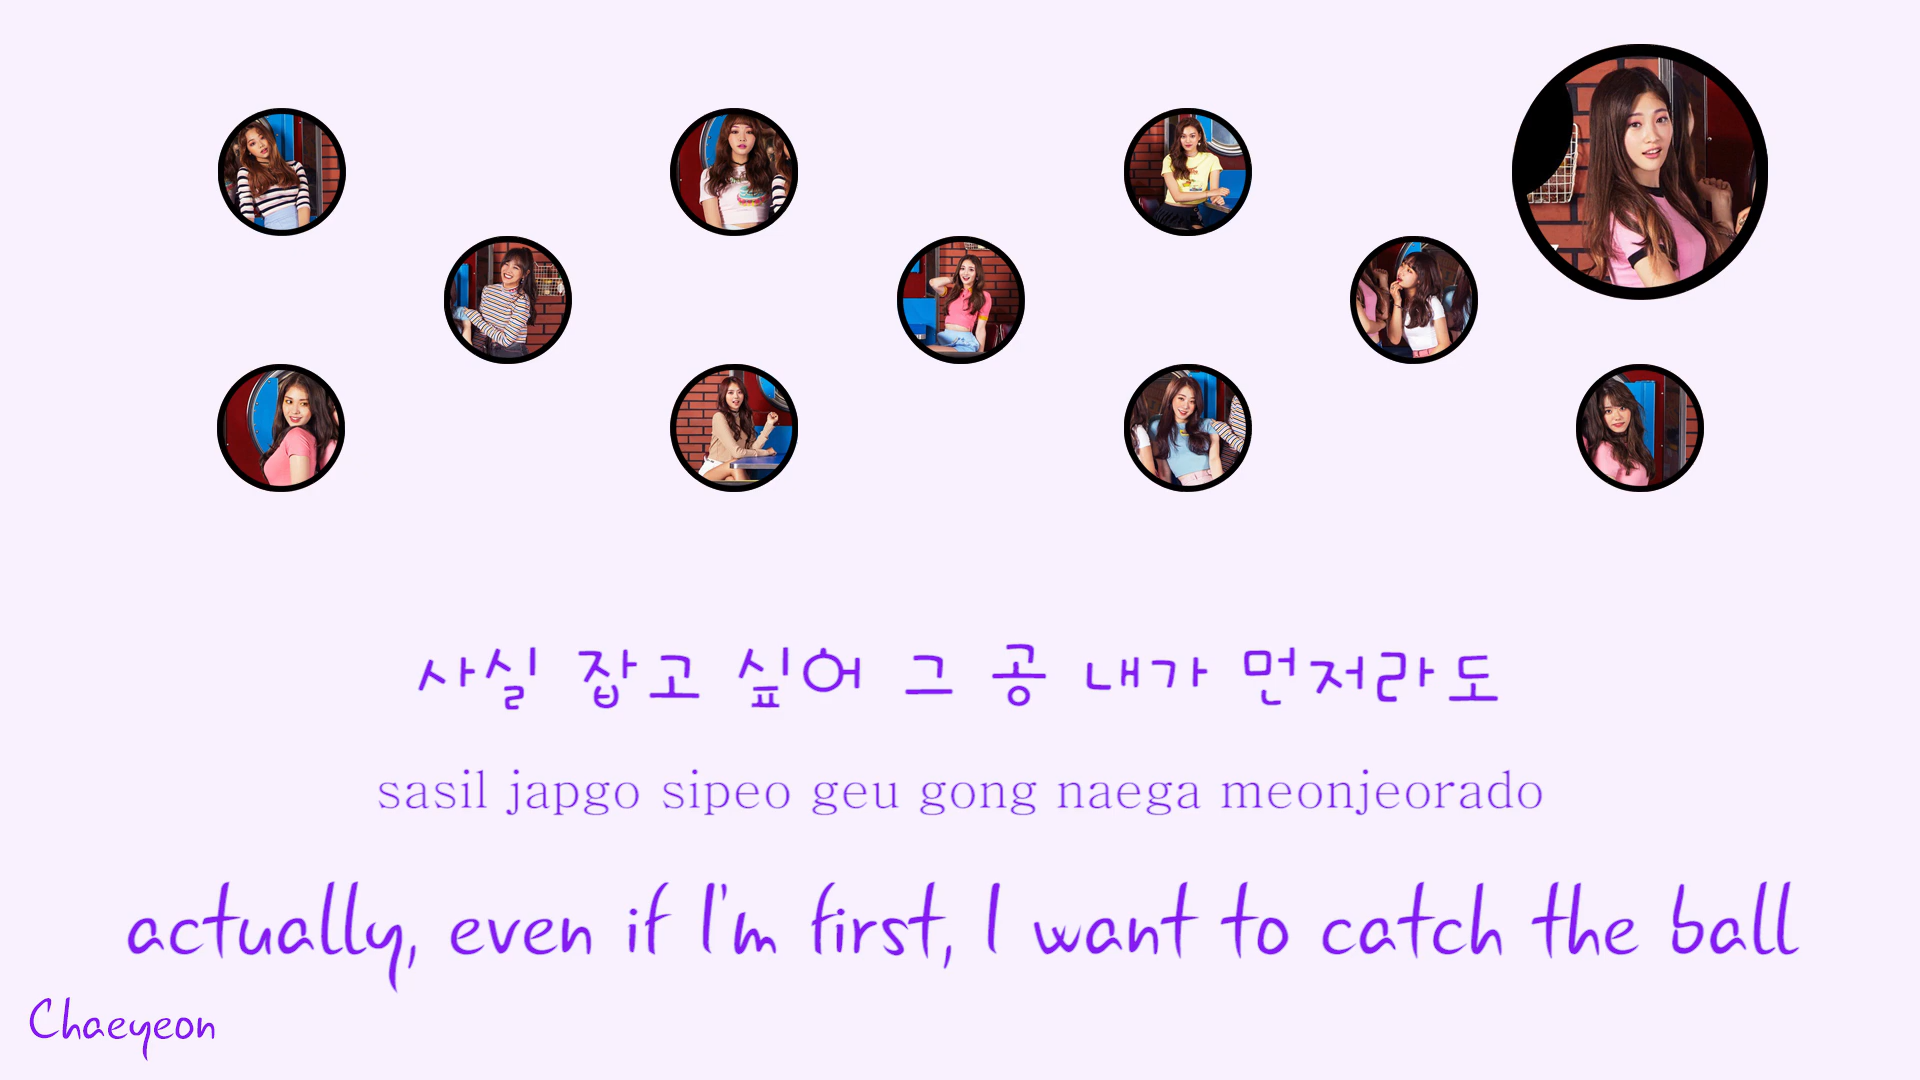 사실 잡고 싶어 그 공 내가 먼저라도
sasil japgo sipeo geu gong naega meonjeorado
actually, even if I'm first, I want to catch the ball
Chaeyeon